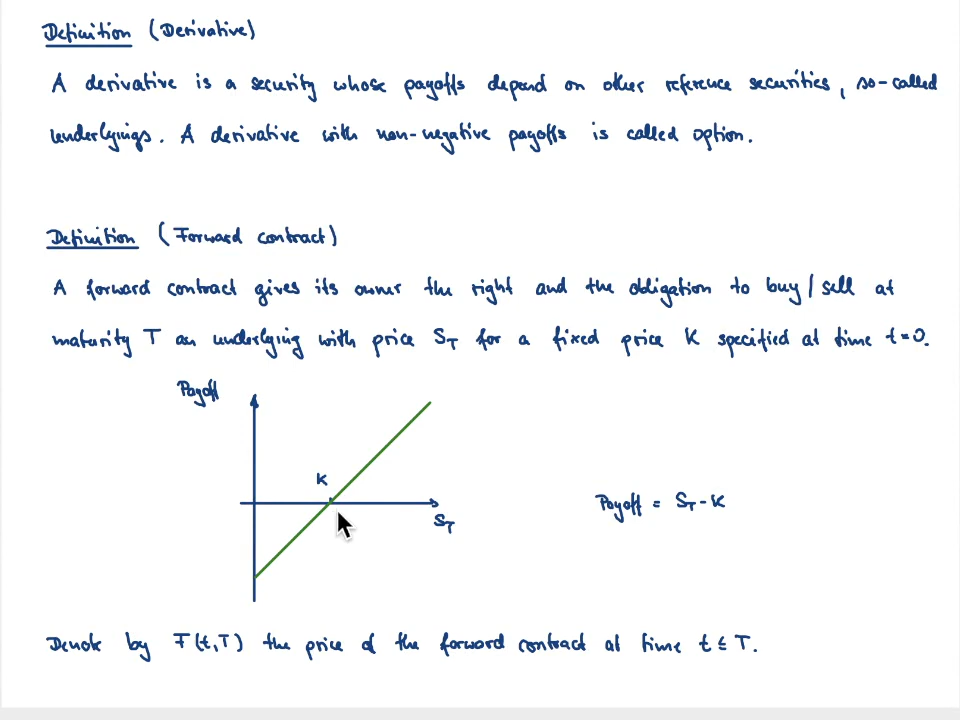 Definition (Derivative)
A derivative is a security whose payoffs depend on other reference securities, so-called
underlyings. A derivative with non-negative payoffs is called option.
Definition (Forward contract)
A forward contract gives its owner the right and the obligation to buy/sell at
maturity T an underlying with price S_T for a fixed price K specified at time t=0.
Payoff
K
S_T
Payoff = S_T - K
Denote by F(t,T) the price of the forward contract at time t ≤ T.